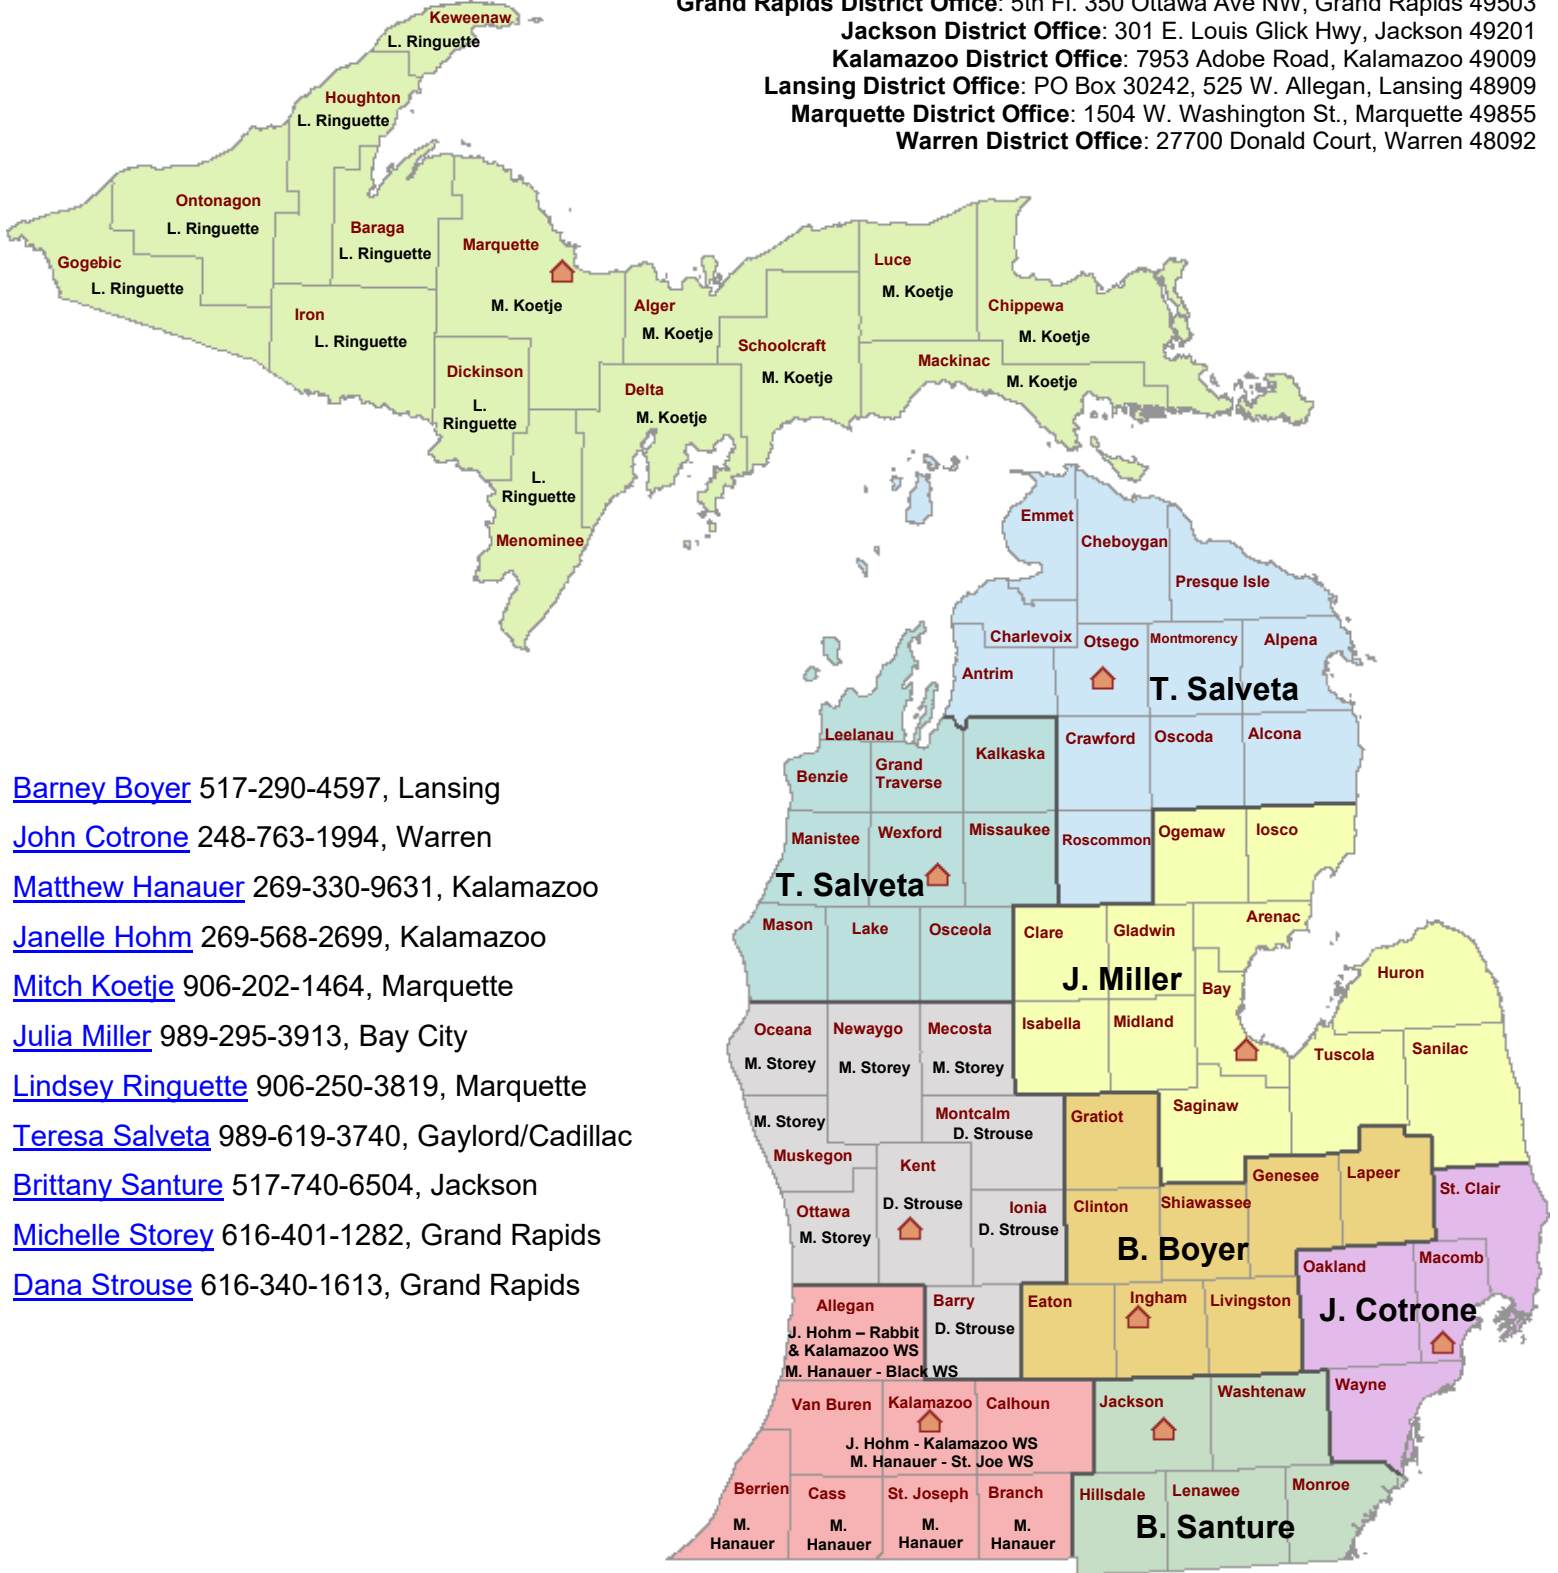 Grand Rapids District Office: 5th Fl. 350 Ottawa Ave NW, Grand Rapids 49503
Jackson District Office: 301 E. Louis Glick Hwy, Jackson 49201
Kalamazoo District Office: 7953 Adobe Road, Kalamazoo 49009
Lansing District Office: PO Box 30242, 525 W. Allegan, Lansing 48909
Marquette District Office: 1504 W. Washington St., Marquette 49855
Warren District Office: 27700 Donald Court, Warren 48092
Keweenaw
L. Ringuette
Houghton
L. Ringuette
Ontonagon
L. Ringuette
Baraga
L. Ringuette
Gogebic
L. Ringuette
Marquette
M. Koetje
Iron
L. Ringuette
Alger
M. Koetje
Luce
M. Koetje
Chippewa
M. Koetje
Schoolcraft
M. Koetje
Mackinac
M. Koetje
Dickinson
L.
Ringuette
Delta
M. Koetje
L.
Ringuette
Menominee
Emmet
Cheboygan
Presque Isle
Charlevoix
Otsego
Montmorency
Alpena
Antrim
T. Salveta
Leelanau
Crawford
Oscoda
Alcona
Benzie
Grand
Traverse
Kalkaska
Manistee
Wexford
Missaukee
Roscommon
Ogemaw
Iosco
T. Salveta
Mason
Lake
Osceola
Clare
Gladwin
Arenac
J. Miller
Bay
Huron
Oceana
M. Storey
Newaygo
M. Storey
Mecosta
M. Storey
Isabella
Midland
Tuscola
Sanilac
M. Storey
Muskegon
Montcalm
D. Strouse
Gratiot
Saginaw
Kent
D. Strouse
Genesee
Lapeer
St. Clair
Ottawa
M. Storey
Ionia
D. Strouse
Clinton
Shiawassee
B. Boyer
Oakland
Macomb
J. Cotrone
Allegan
J. Hohm – Rabbit
& Kalamazoo WS
M. Hanauer - Black WS
Barry
D. Strouse
Eaton
Ingham
Livingston
Wayne
Van Buren
Kalamazoo
Calhoun
J. Hohm - Kalamazoo WS
M. Hanauer - St. Joe WS
Jackson
Washtenaw
Berrien
M.
Hanauer
Cass
M.
Hanauer
St. Joseph
M.
Hanauer
Branch
M.
Hanauer
Hillsdale
Lenawee
Monroe
B. Santure
Barney Boyer 517-290-4597, Lansing
John Cotrone 248-763-1994, Warren
Matthew Hanauer 269-330-9631, Kalamazoo
Janelle Hohm 269-568-2699, Kalamazoo
Mitch Koetje 906-202-1464, Marquette
Julia Miller 989-295-3913, Bay City
Lindsey Ringuette 906-250-3819, Marquette
Teresa Salveta 989-619-3740, Gaylord/Cadillac
Brittany Santure 517-740-6504, Jackson
Michelle Storey 616-401-1282, Grand Rapids
Dana Strouse 616-340-1613, Grand Rapids